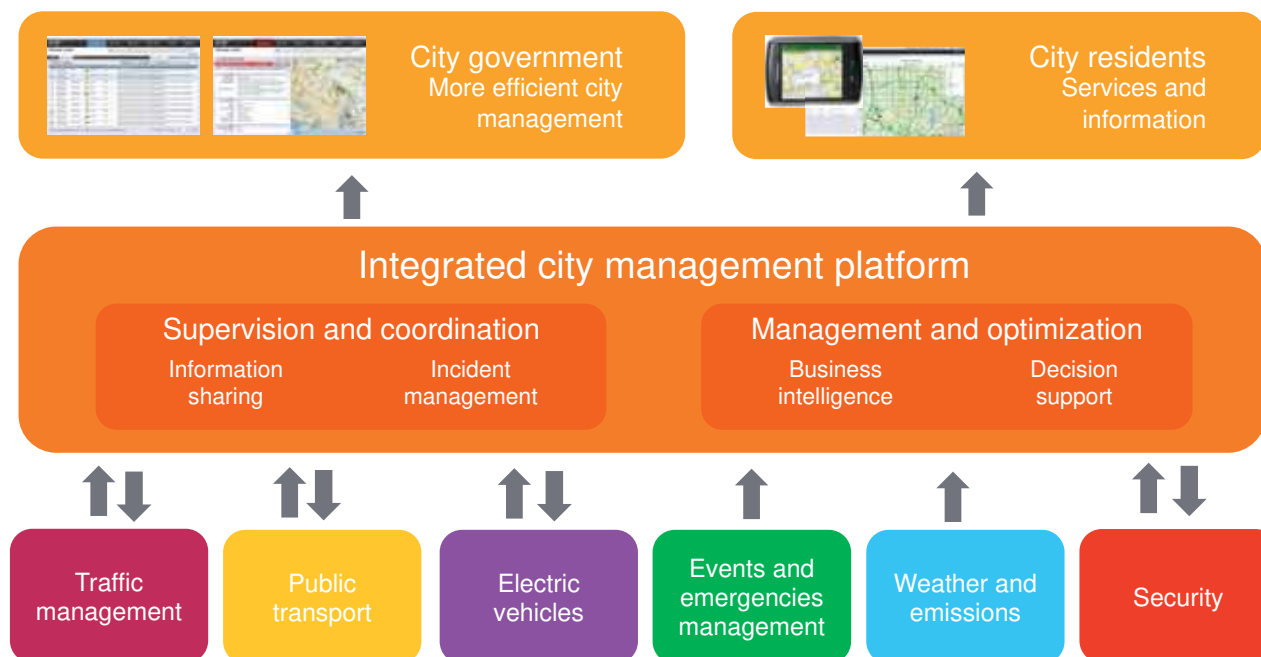 City government
More efficient city
management
City residents
Services and
information
Integrated city management platform
Supervision and coordination
Information
sharing
Incident
management
Management and optimization
Business
intelligence
Decision
support
Traffic
management
Public
transport
Electric
vehicles
Events and
emergencies
management
Weather and
emissions
Security